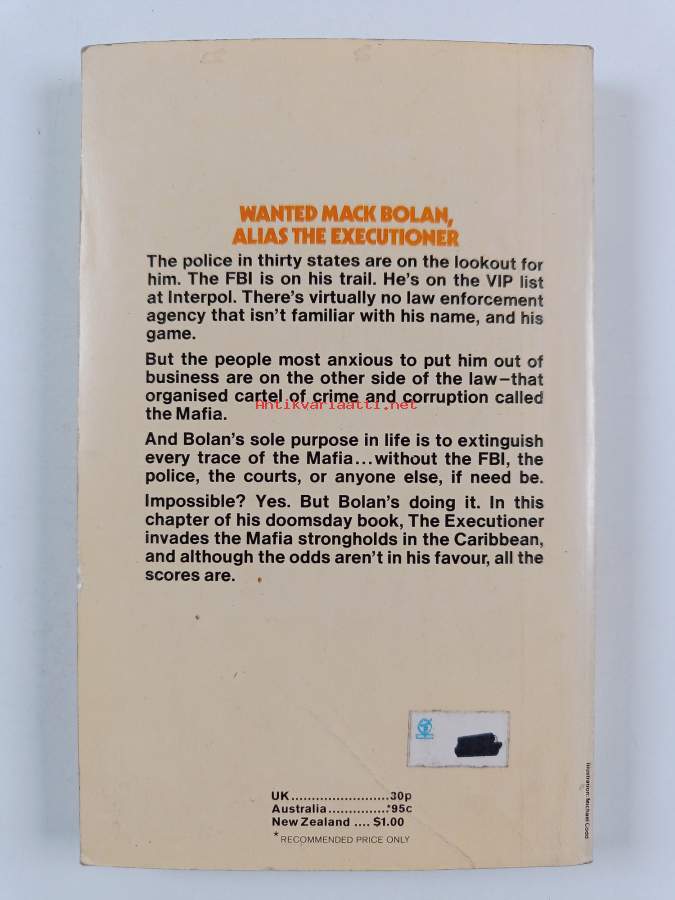 WANTED MACK BOLAN,
ALIAS THE EXECUTIONER
The police in thirty states are on the lookout for
him. The FBI is on his trail. He's on the VIP list
at Interpol. There's virtually no law enforcement
agency that isn't familiar with his name, and his
game.
But the people most anxious to put him out of
business are on the other side of the law–that
organised cartel of crime and corruption called
Antikvariaatti.net
the Mafia.
And Bolan's sole purpose in life is to extinguish
every trace of the Mafia...without the FBI, the
police, the courts, or anyone else, if need be.
Impossible? Yes. But Bolan's doing it. In this
chapter of his doomsday book, The Executioner
invades the Mafia strongholds in the Caribbean,
and although the odds aren't in his favour, all the
scores are.
UK........................30p
Australia...............*95c
New Zealand .... $1.00
* RECOMMENDED PRICE ONLY
Illustration: Michael Codd